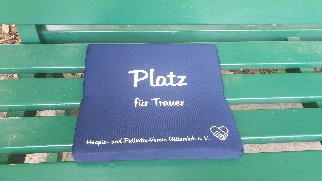 Platz
für Trauer
Hospiz- und Palliativ-Verein Gütersloh e. V.